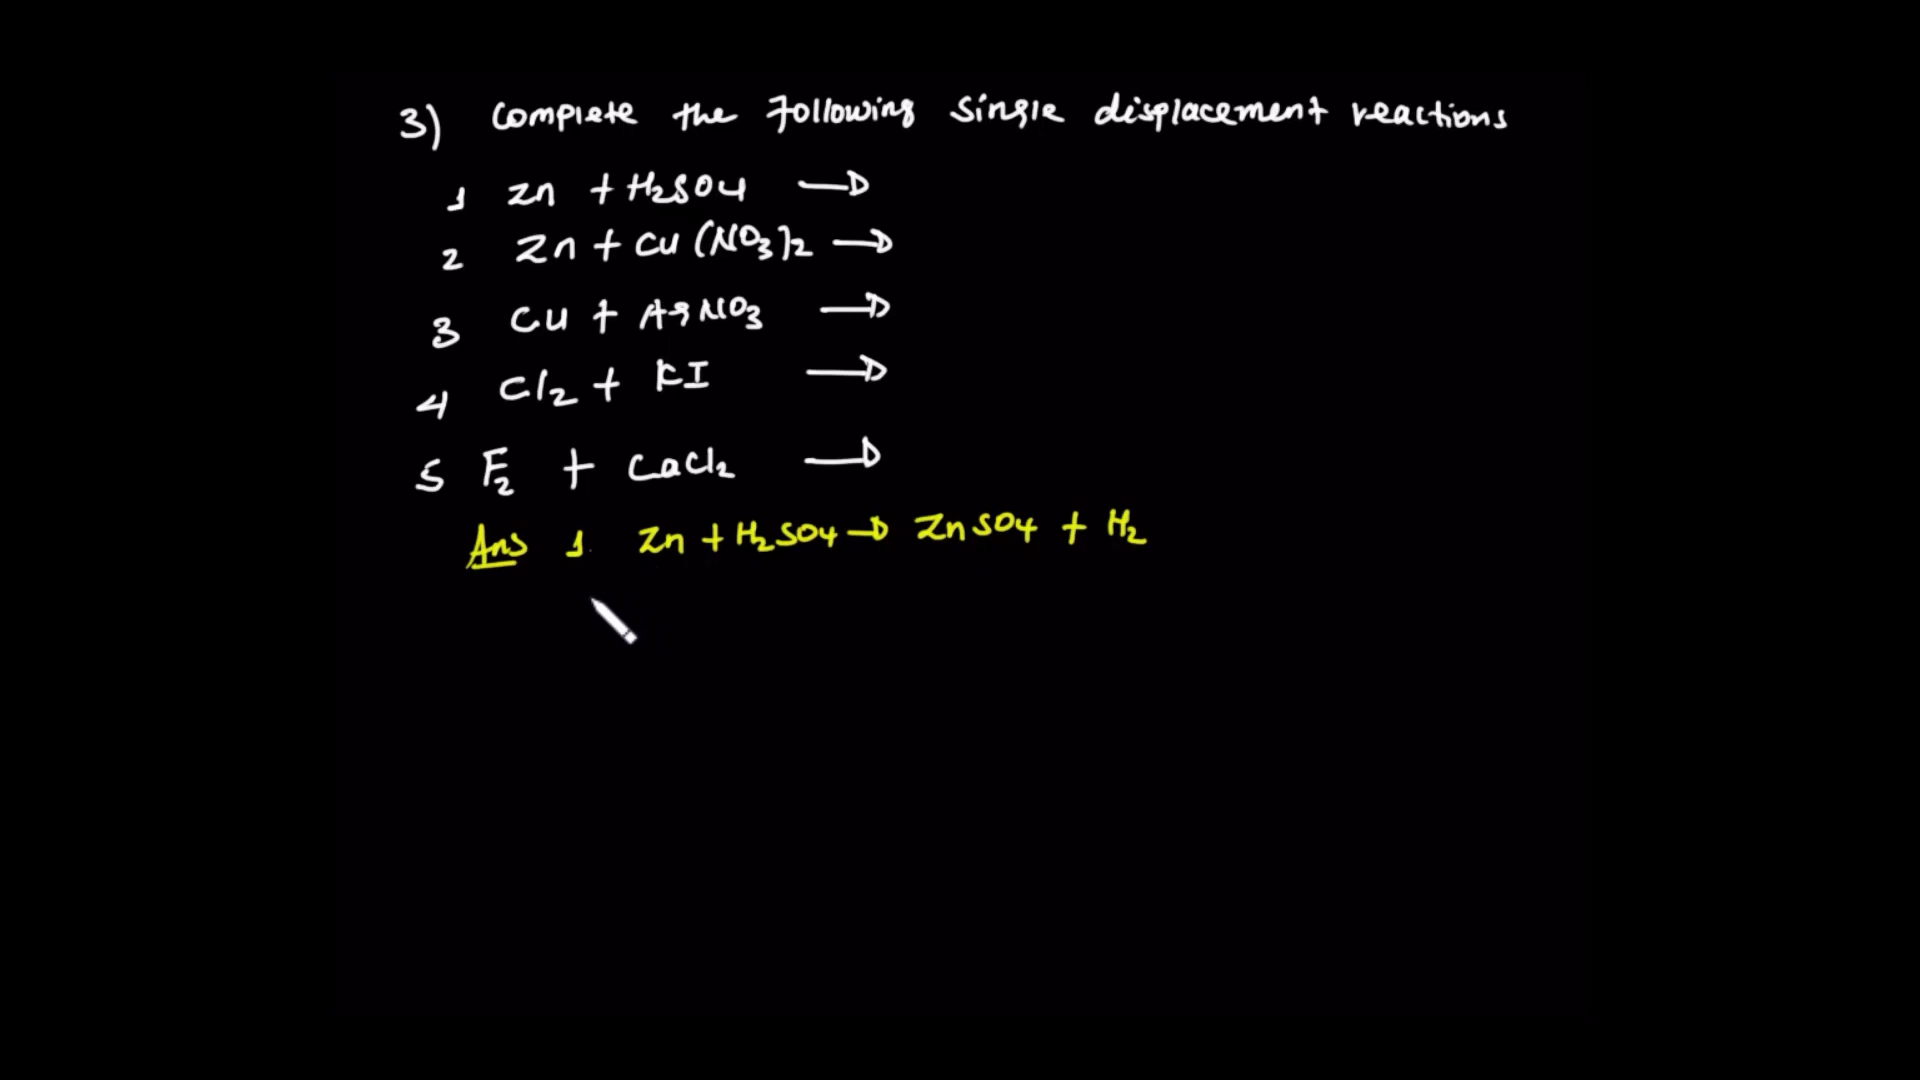 3) Complete the following single displacement reactions
1 Zn + H2SO4 →
2 Zn + Cu(NO3)2 →
3 Cu + AgNO3 →
4 Cl2 + KI →
5 F2 + CaCl2 →
Ans 1. Zn + H2SO4 → ZnSO4 + H2